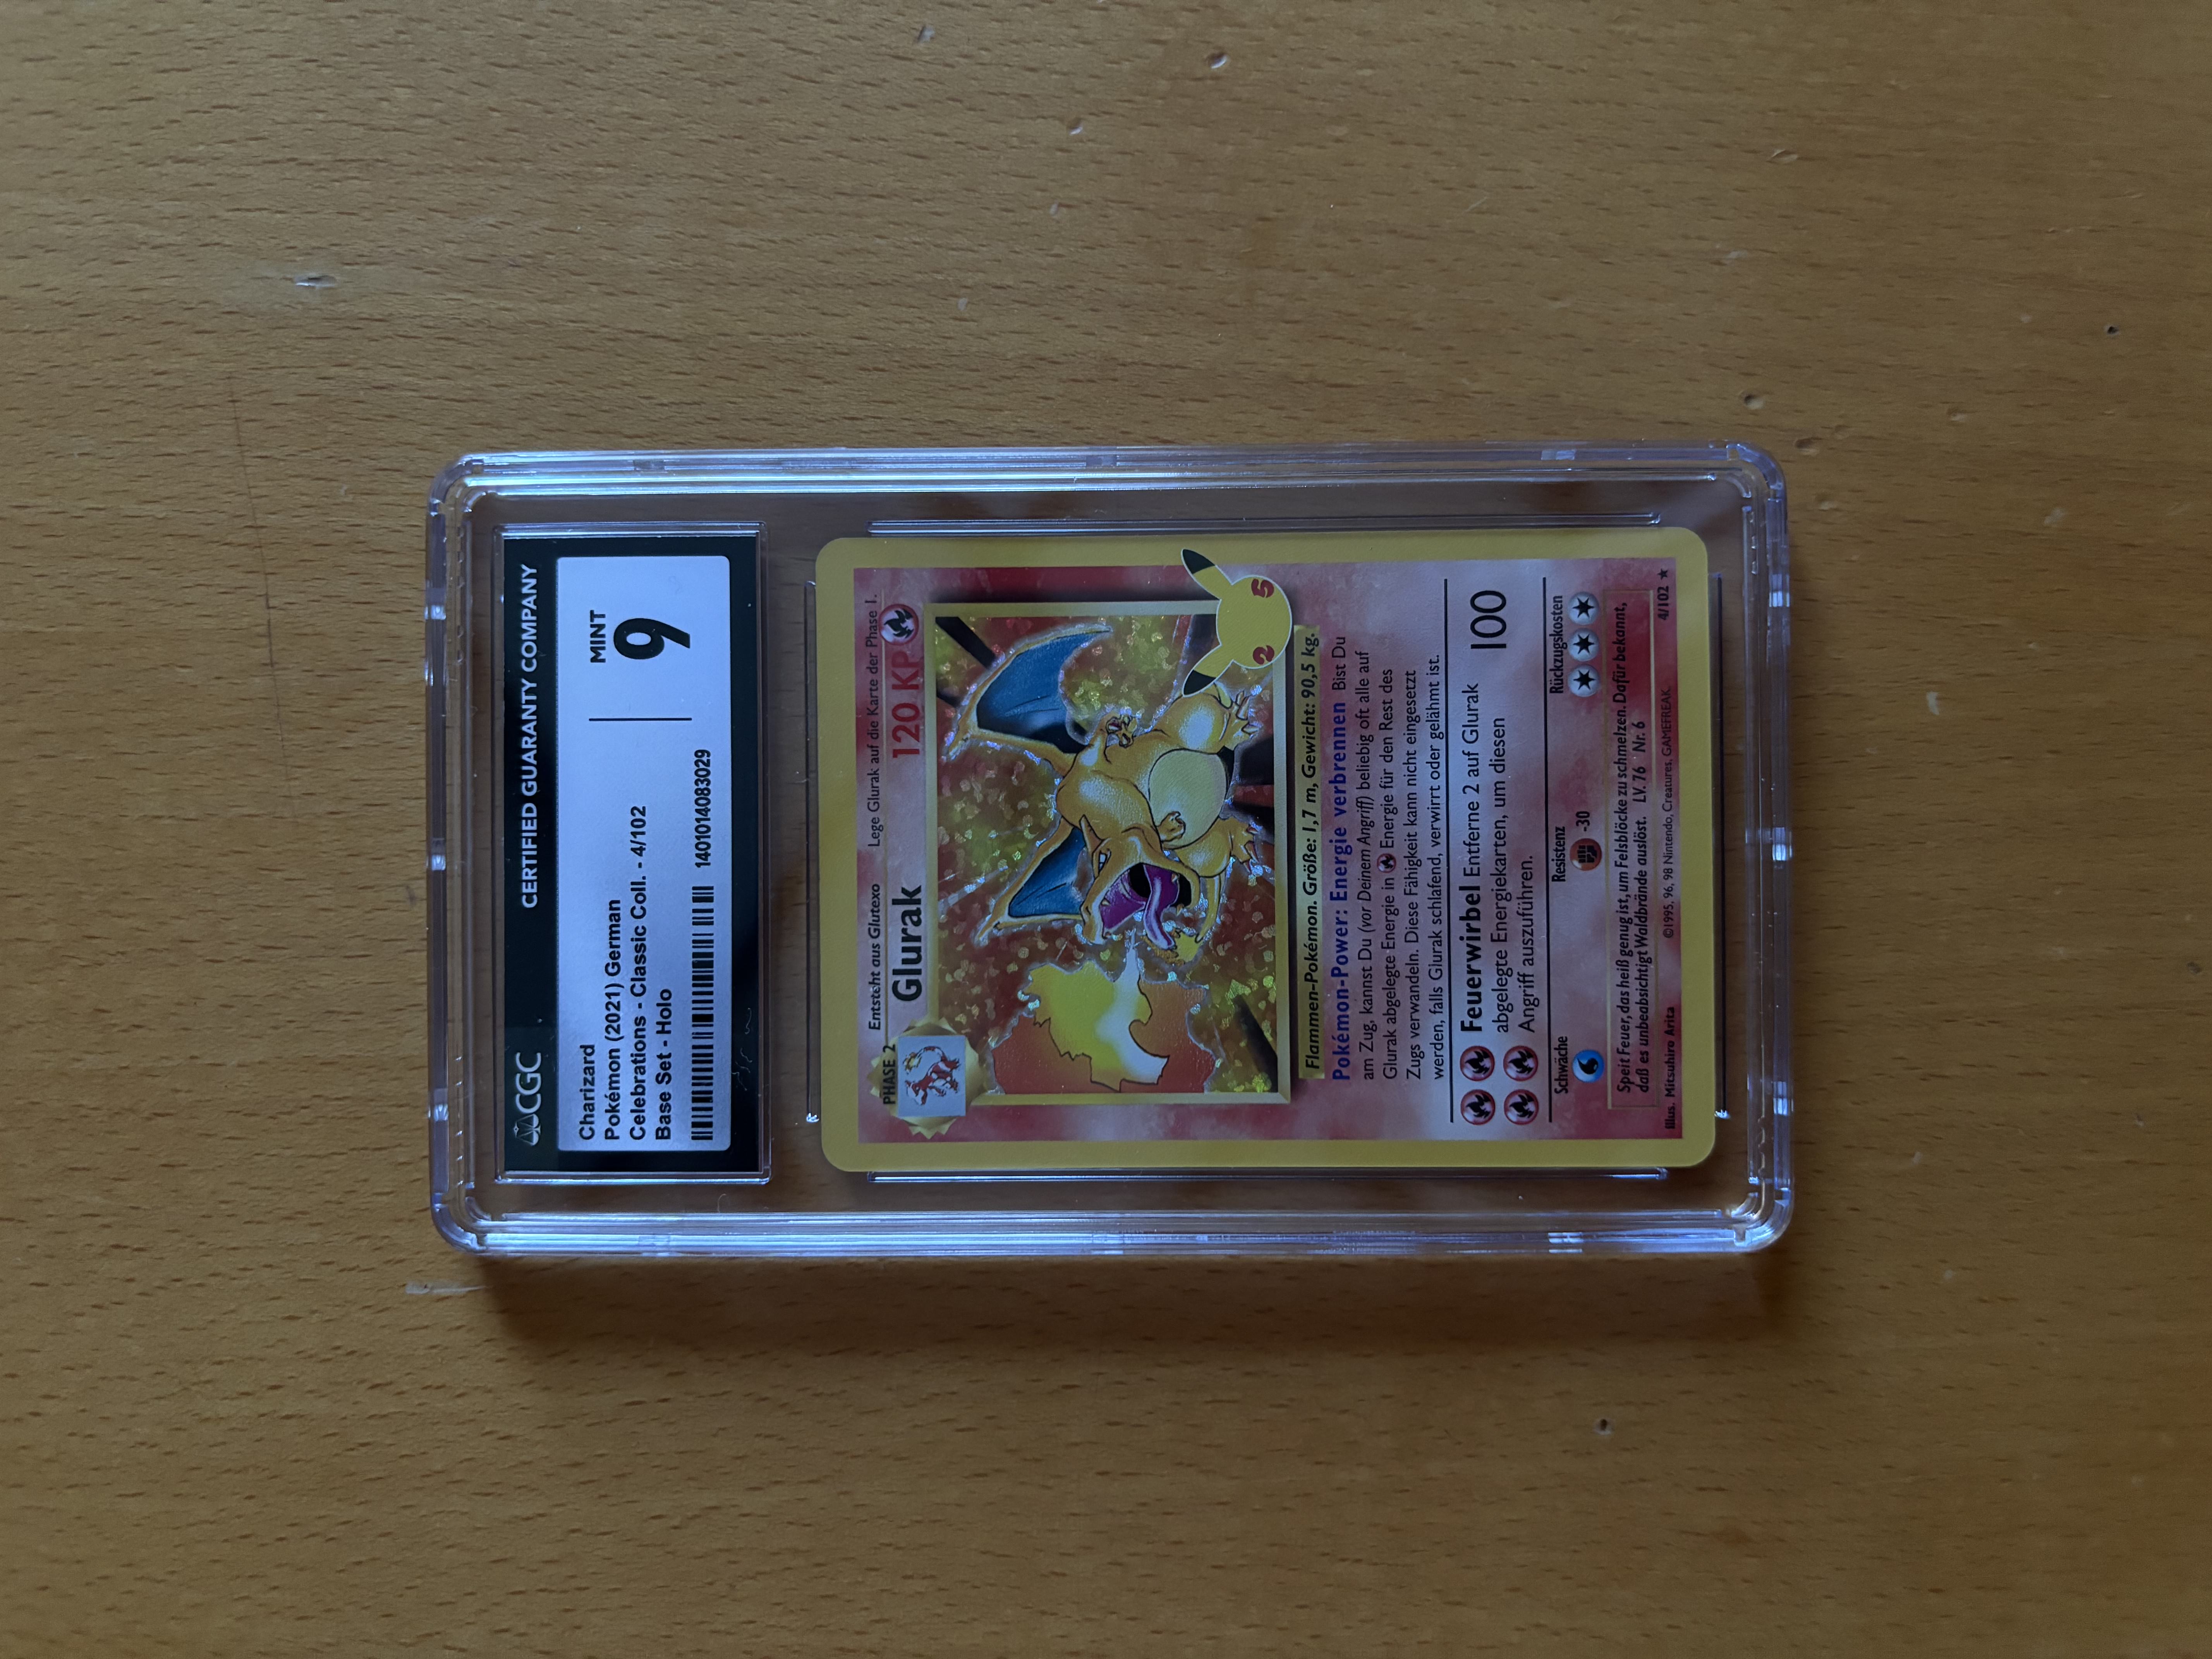 CGC
CERTIFIED GUARANTY COMPANY
Charizard
Pokémon (2021) German
Celebrations - Classic Coll. - 4/102
Base Set - Holo
1401014083029
MINT
9
Entsteht aus Glutexo
Lege Glurak auf die Karte der Phase 1.
PHASE 2
Glurak
120 KP
25
Flammen-Pokémon. Größe: 1,7 m, Gewicht: 90,5 kg.
Pokémon-Power: Energie verbrennen Bist Du
am Zug, kannst Du (vor Deinem Angriff) beliebig oft alle auf
Glurak abgelegte Energie in Energie für den Rest des
Zugs verwandeln. Diese Fähigkeit kann nicht eingesetzt
werden, falls Glurak schlafend, verwirrt oder gelähmt ist.
Feuerwirbel Entferne 2 auf Glurak
abgelegte Energiekarten, um diesen
Angriff auszuführen.
100
Schwäche
Resistenz
-30
Rückzugskosten
Speit Feuer, das heiß genug ist, um Felsblöcke zu schmelzen. Dafür bekannt,
daß es unbeabsichtigt Waldbrände auslöst. LV. 76 Nr. 6
Illus. Mitsuhiro Arita
©1995, 96, 98 Nintendo, Creatures, GAMEFREAK.
4/102 ★